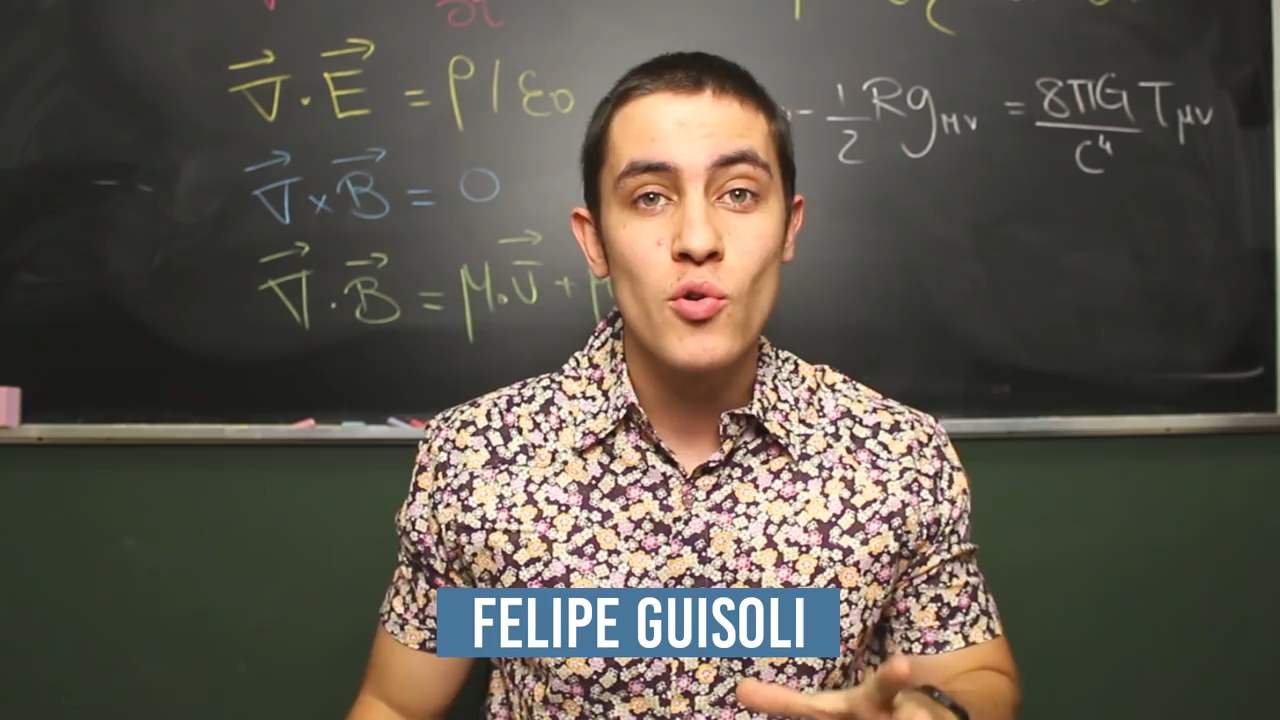 ∇⃗ · E⃗ = ρ/ε₀
∇⃗ × B⃗ = 0
∇⃗ · B⃗ = μ₀ J⃗ +
- ½ R gμν = 8πG/c⁴ Tμν
FELIPE GUISOLI